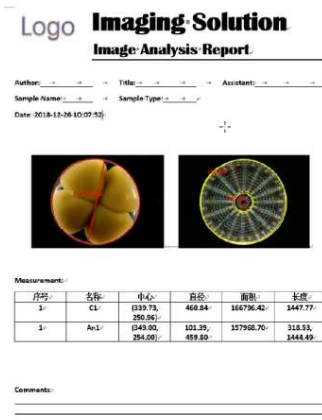 Logo
Imaging Solution
Image Analysis Report
Author: Title: Assistant:
Sample Name: Sample Type:
Date: 2018-12-26 10:07:52
Measurement:
序号 名称 中心 直径 面积 长度
1 C1 (339.73, 250.96) 460.84 166796.42 1447.77
1 An1 (349.00, 254.00) 101.39, 459.80 157968.70 318.53, 1444.49
Comments: